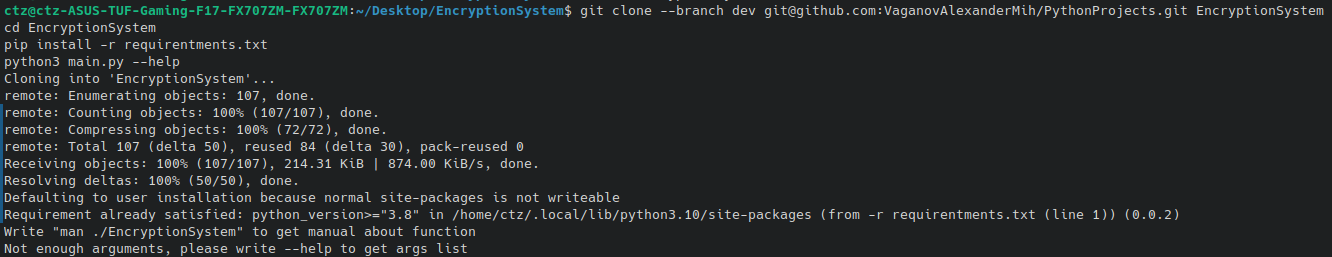 ctz@ctz-ASUS-TUF-Gaming-F17-FX707ZM-FX707ZM:~/Desktop/EncryptionSystem$ git clone --branch dev git@github.com:VaganovAlexanderMih/PythonProjects.git EncryptionSystem
cd EncryptionSystem
pip install -r requirentments.txt
python3 main.py --help
Cloning into 'EncryptionSystem'...
remote: Enumerating objects: 107, done.
remote: Counting objects: 100% (107/107), done.
remote: Compressing objects: 100% (72/72), done.
remote: Total 107 (delta 50), reused 84 (delta 30), pack-reused 0
Receiving objects: 100% (107/107), 214.31 KiB | 874.00 KiB/s, done.
Resolving deltas: 100% (50/50), done.
Defaulting to user installation because normal site-packages is not writeable
Requirement already satisfied: python_version>="3.8" in /home/ctz/.local/lib/python3.10/site-packages (from -r requirentments.txt (line 1)) (0.0.2)
Write "man ./EncryptionSystem" to get manual about function
Not enough arguments, please write --help to get args list